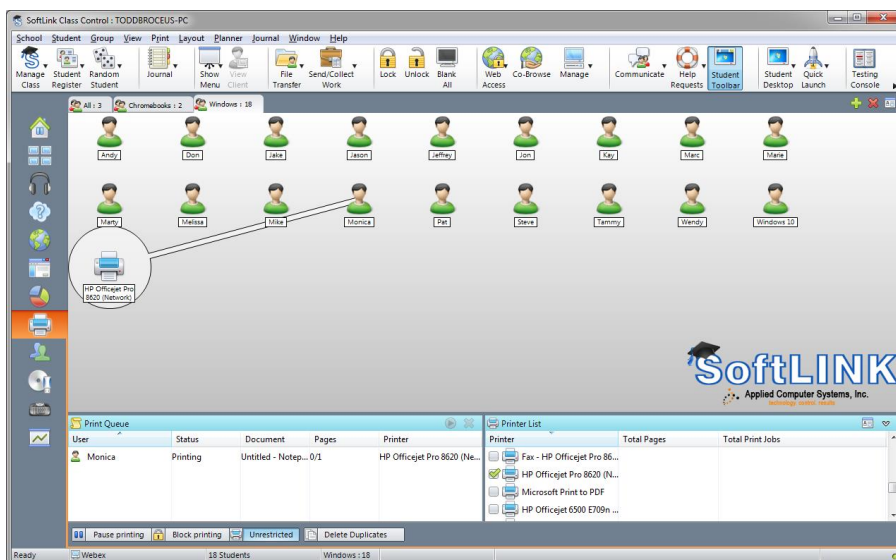 SoftLink Class Control : TODDBROCEUS-PC
School Student Group View Print Layout Planner Journal Window Help
Manage Class
Student Register
Random Student
Journal
Show Menu
View Client
File Transfer
Send/Collect Work
Lock
Unlock
Blank All
Web Access
Co-Browse
Manage
Communicate
Help Requests
Student Toolbar
Student Desktop
Quick Launch
Testing Console
All : 3 Chromebooks : 2 Windows : 18
Andy Don Jake Jason Jeffrey Jon Kay Marc Marie
Marty Melissa Mike Monica Pat Steve Tammy Wendy Windows 10
HP Officejet Pro
8620 (Network)
SoftLINK
Applied Computer Systems, Inc.
technology. control. results.
Print Queue
User Status Document Pages Printer
Monica Printing Untitled - Notep... 0/1 HP Officejet Pro 8620 (Ne...
Printer List
Printer Total Pages Total Print Jobs
Fax - HP Officejet Pro 86...
HP Officejet Pro 8620 (N...
Microsoft Print to PDF
HP Officejet 6500 E709n ...
Pause printing Block printing Unrestricted Delete Duplicates
Ready Webex 18 Students Windows : 18